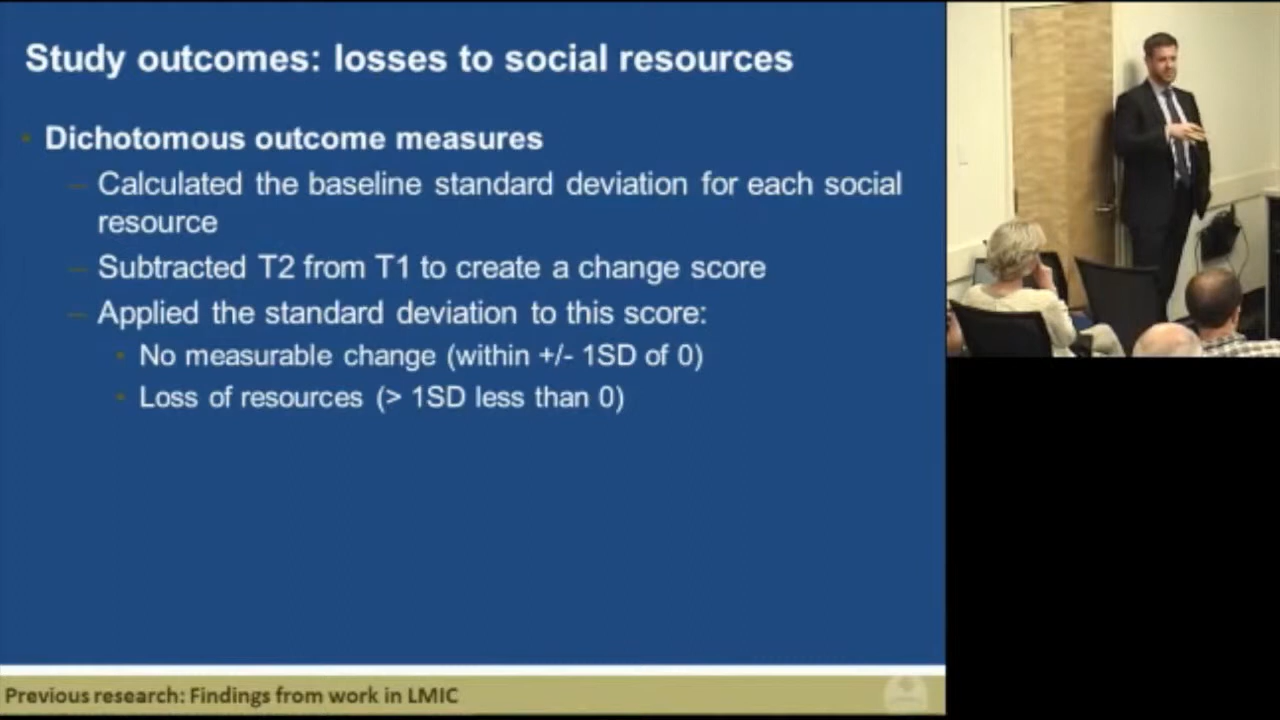 Study outcomes: losses to social resources
Dichotomous outcome measures
Calculated the baseline standard deviation for each social
resource
Subtracted T2 from T1 to create a change score
Applied the standard deviation to this score:
No measurable change (within +/- 1SD of 0)
Loss of resources (> 1SD less than 0)
Previous research: Findings from work in LMIC